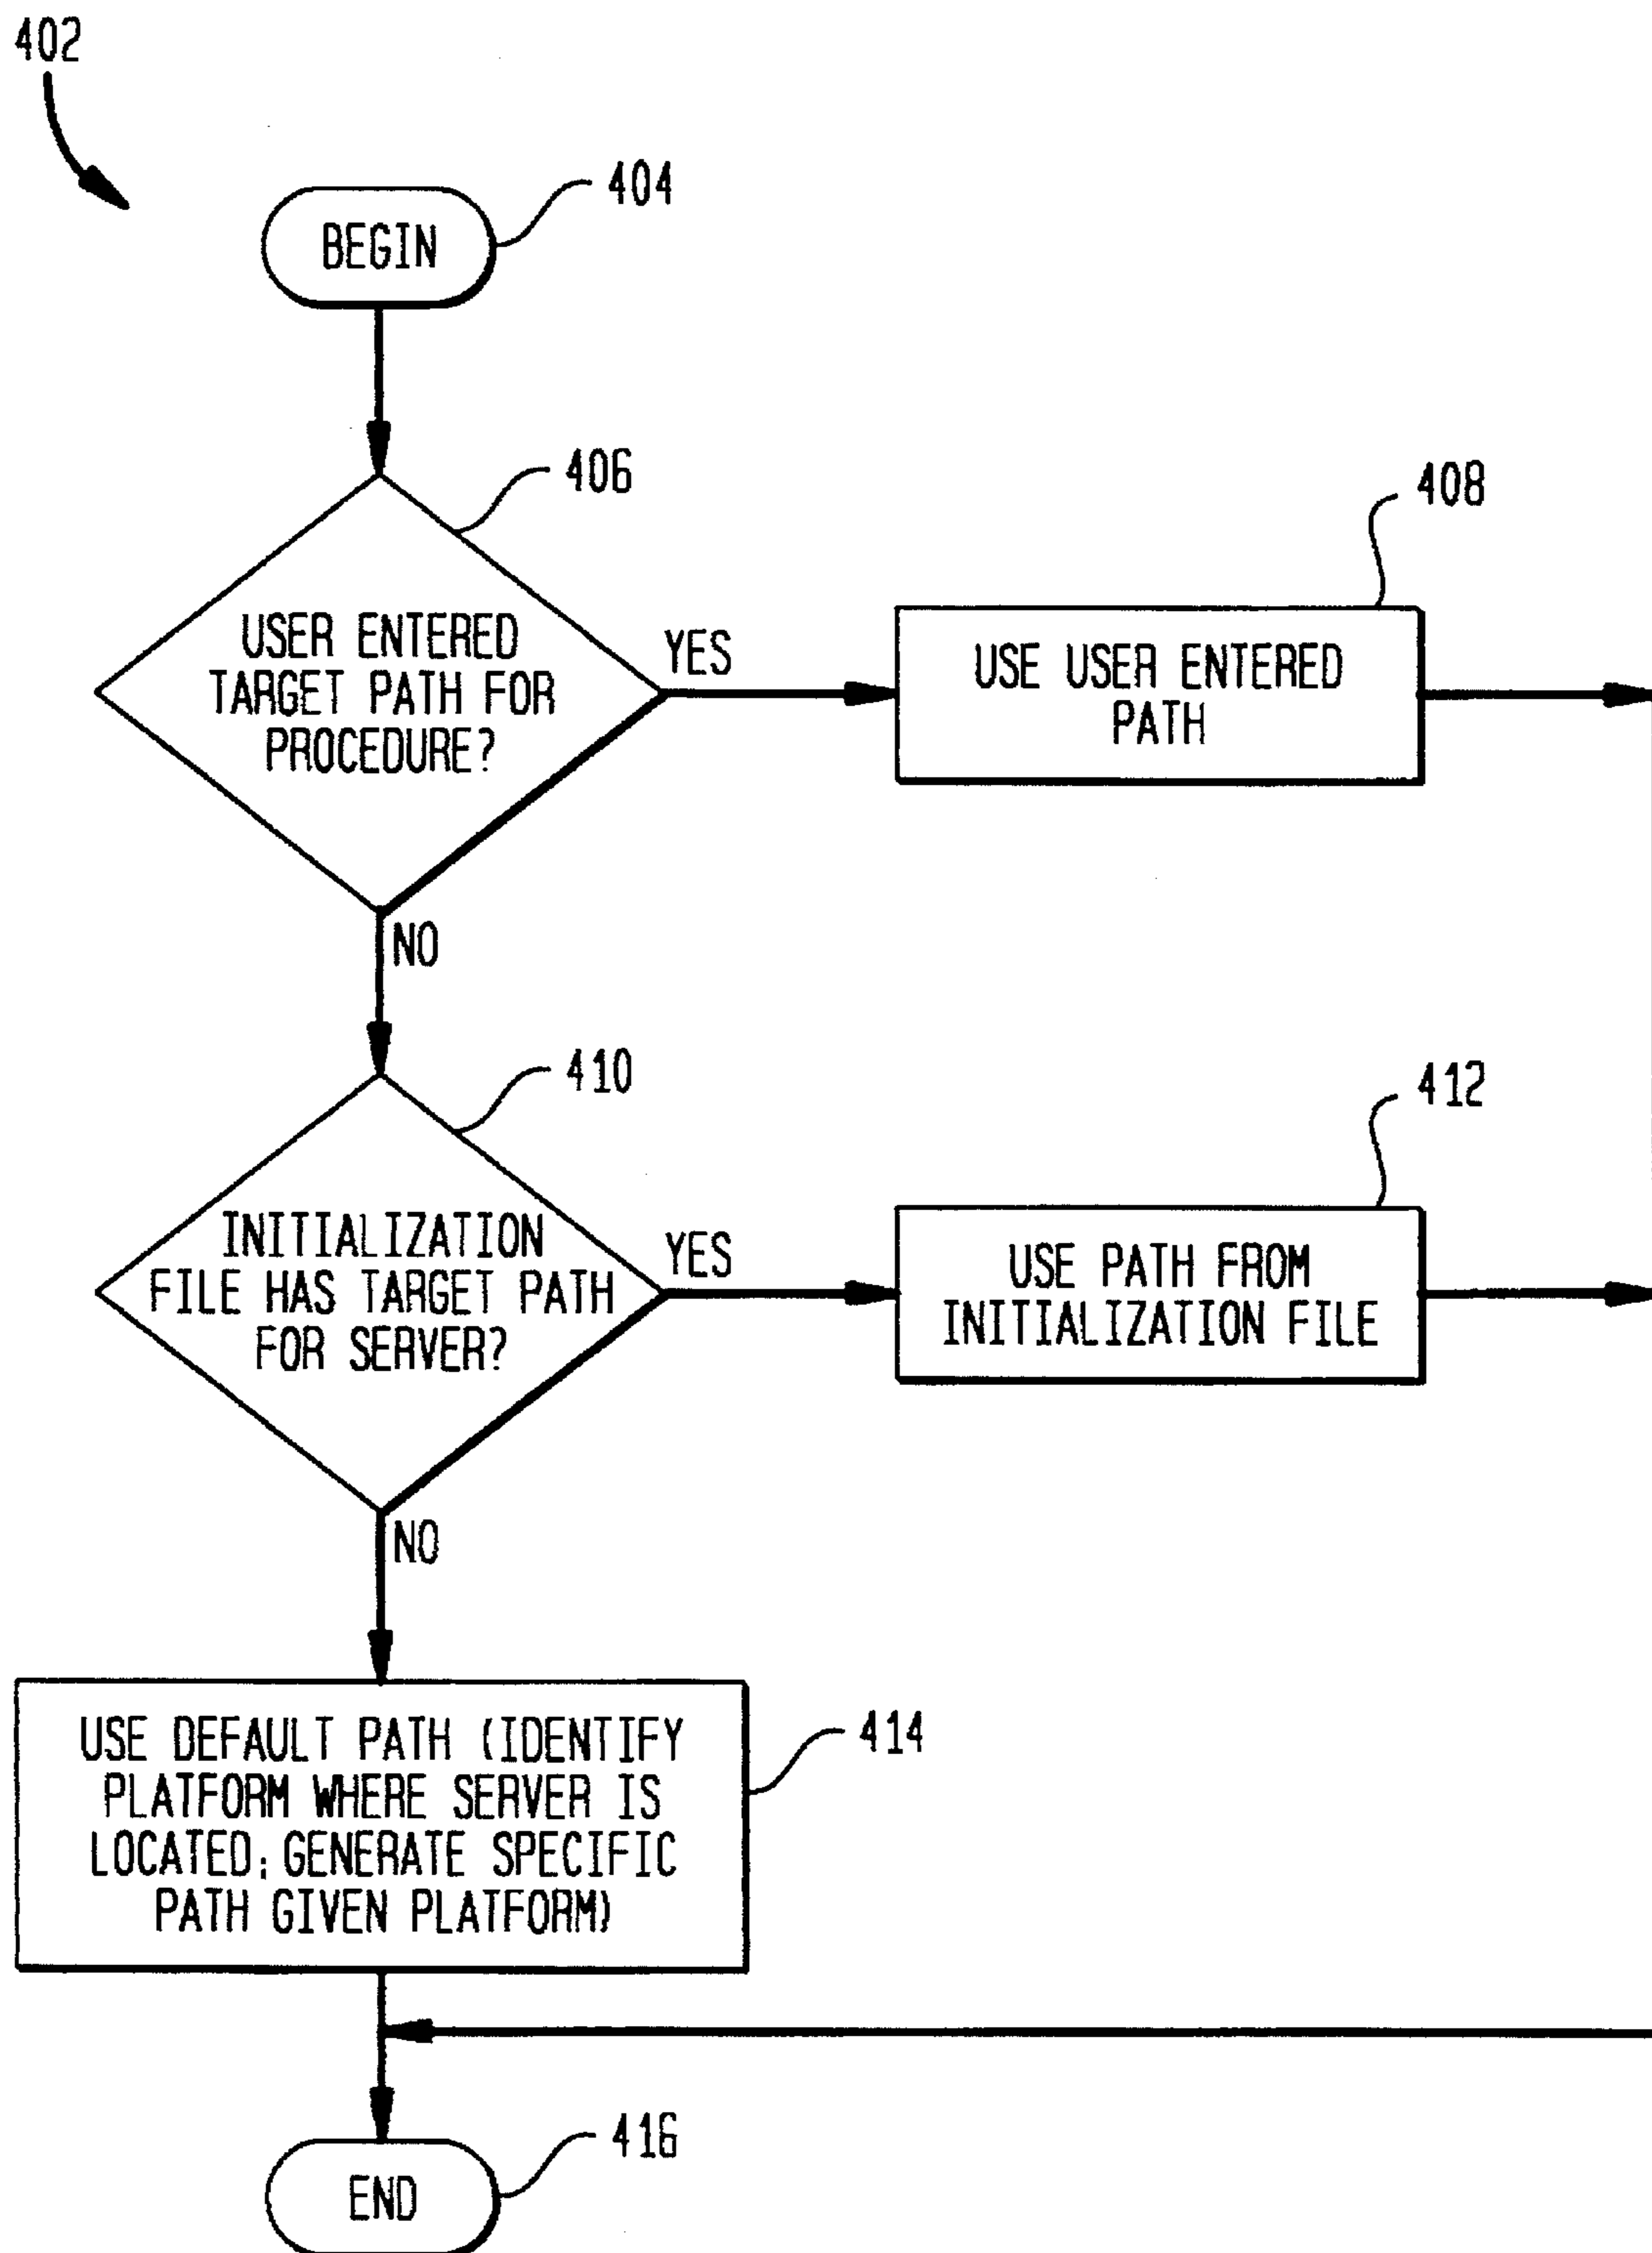 402
404
BEGIN
406
USER ENTERED
TARGET PATH FOR
PROCEDURE?
YES
408
USE USER ENTERED
PATH
NO
410
INITIALIZATION
FILE HAS TARGET PATH
FOR SERVER?
YES
412
USE PATH FROM
INITIALIZATION FILE
NO
USE DEFAULT PATH (IDENTIFY
PLATFORM WHERE SERVER IS
LOCATED; GENERATE SPECIFIC
PATH GIVEN PLATFORM)
414
416
END